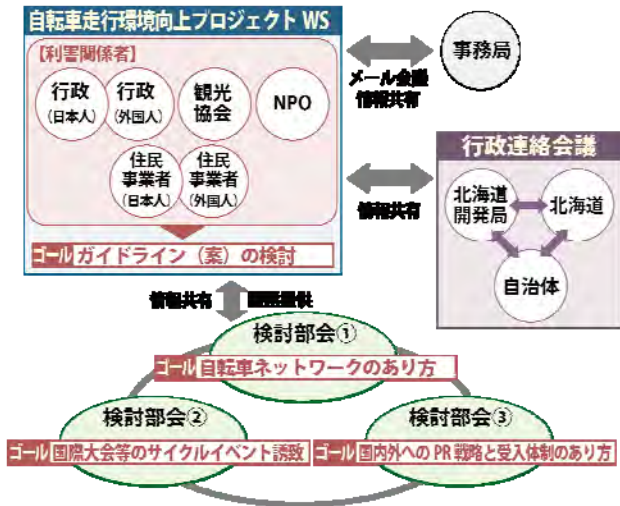 自転車走行環境向上プロジェクト WS
【利害関係者】
行政
(日本人)
行政
(外国人)
観光
協会
NPO
住民
事業者
(日本人)
住民
事業者
(外国人)
ゴール ガイドライン（案）の検討
メール会議
情報共有
事務局
情報共有
行政連絡会議
北海道
開発局
北海道
自治体
情報共有
検討部会①
ゴール 自転車ネットワークのあり方
検討部会②
ゴール 国際大会等のサイクルイベント誘致
検討部会③
ゴール 国内外への PR 戦略と受入体制のあり方